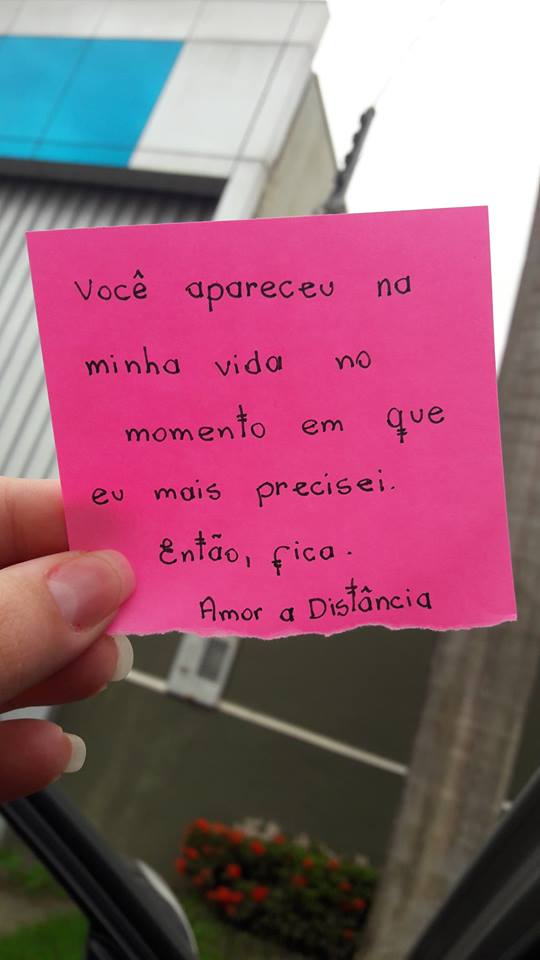 Você apareceu na
minha vida no
momento em que
eu mais precisei.
Então, fica.
Amor a Distância